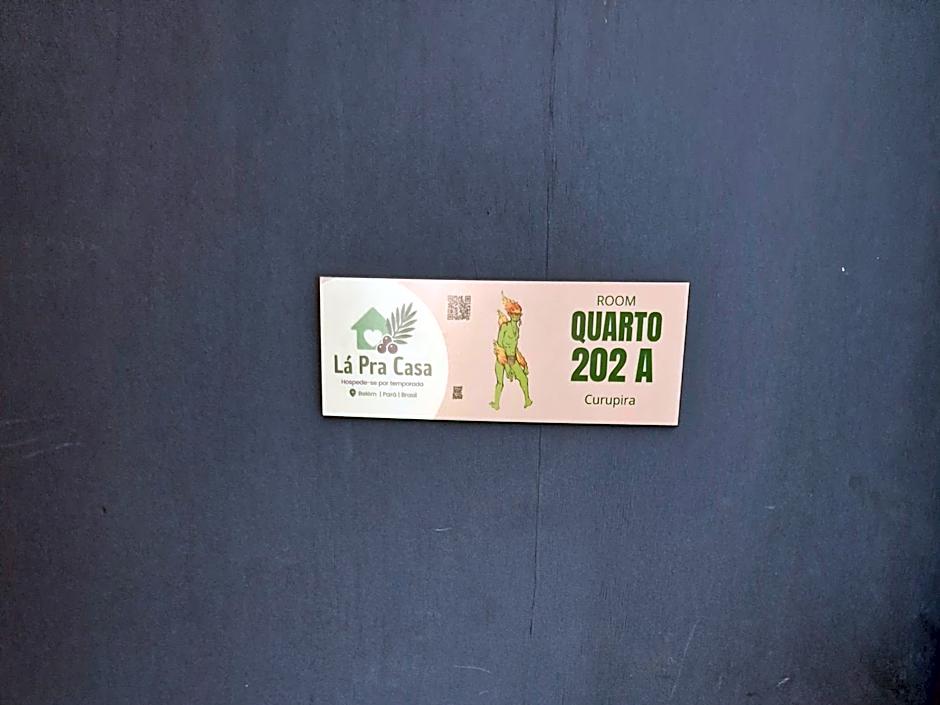 Lá Pra Casa
Hospede-se por temporada
Belém | Pará | Brasil
ROOM
QUARTO
202 A
Curupira